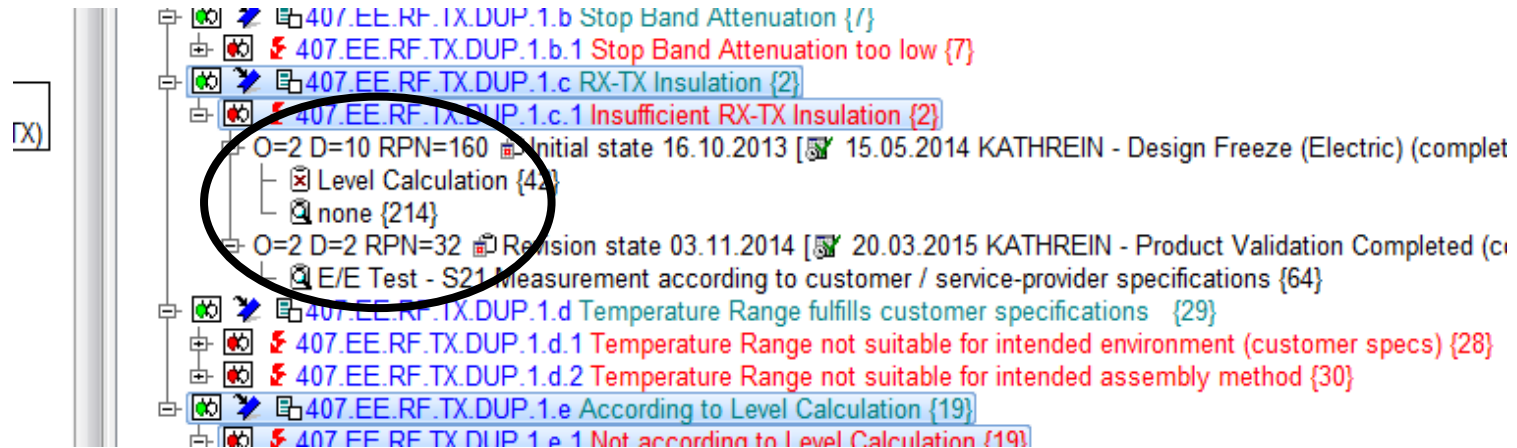 407.EE.RF.TX.DUP.1.b Stop Band Attenuation {7}
407.EE.RF.TX.DUP.1.b.1 Stop Band Attenuation too low {7}
407.EE.RF.TX.DUP.1.c RX-TX Insulation {2}
TX)
407.EE.RF.TX.DUP.1.c.1 Insufficient RX-TX Insulation {2}
O=2 D=10 RPN=160 Initial state 16.10.2013 [ 15.05.2014 KATHREIN - Design Freeze (Electric) (complet
Level Calculation {42}
none {214}
O=2 D=2 RPN=32 Revision state 03.11.2014 [ 20.03.2015 KATHREIN - Product Validation Completed (c
E/E Test - S21 Measurement according to customer / service-provider specifications {64}
407.EE.RF.TX.DUP.1.d Temperature Range fulfills customer specifications {29}
407.EE.RF.TX.DUP.1.d.1 Temperature Range not suitable for intended environment (customer specs) {28}
407.EE.RF.TX.DUP.1.d.2 Temperature Range not suitable for intended assembly method {30}
407.EE.RF.TX.DUP.1.e According to Level Calculation {19}
407.EE.RF.TX.DUP.1.e.1 Not according to Level Calculation {19}